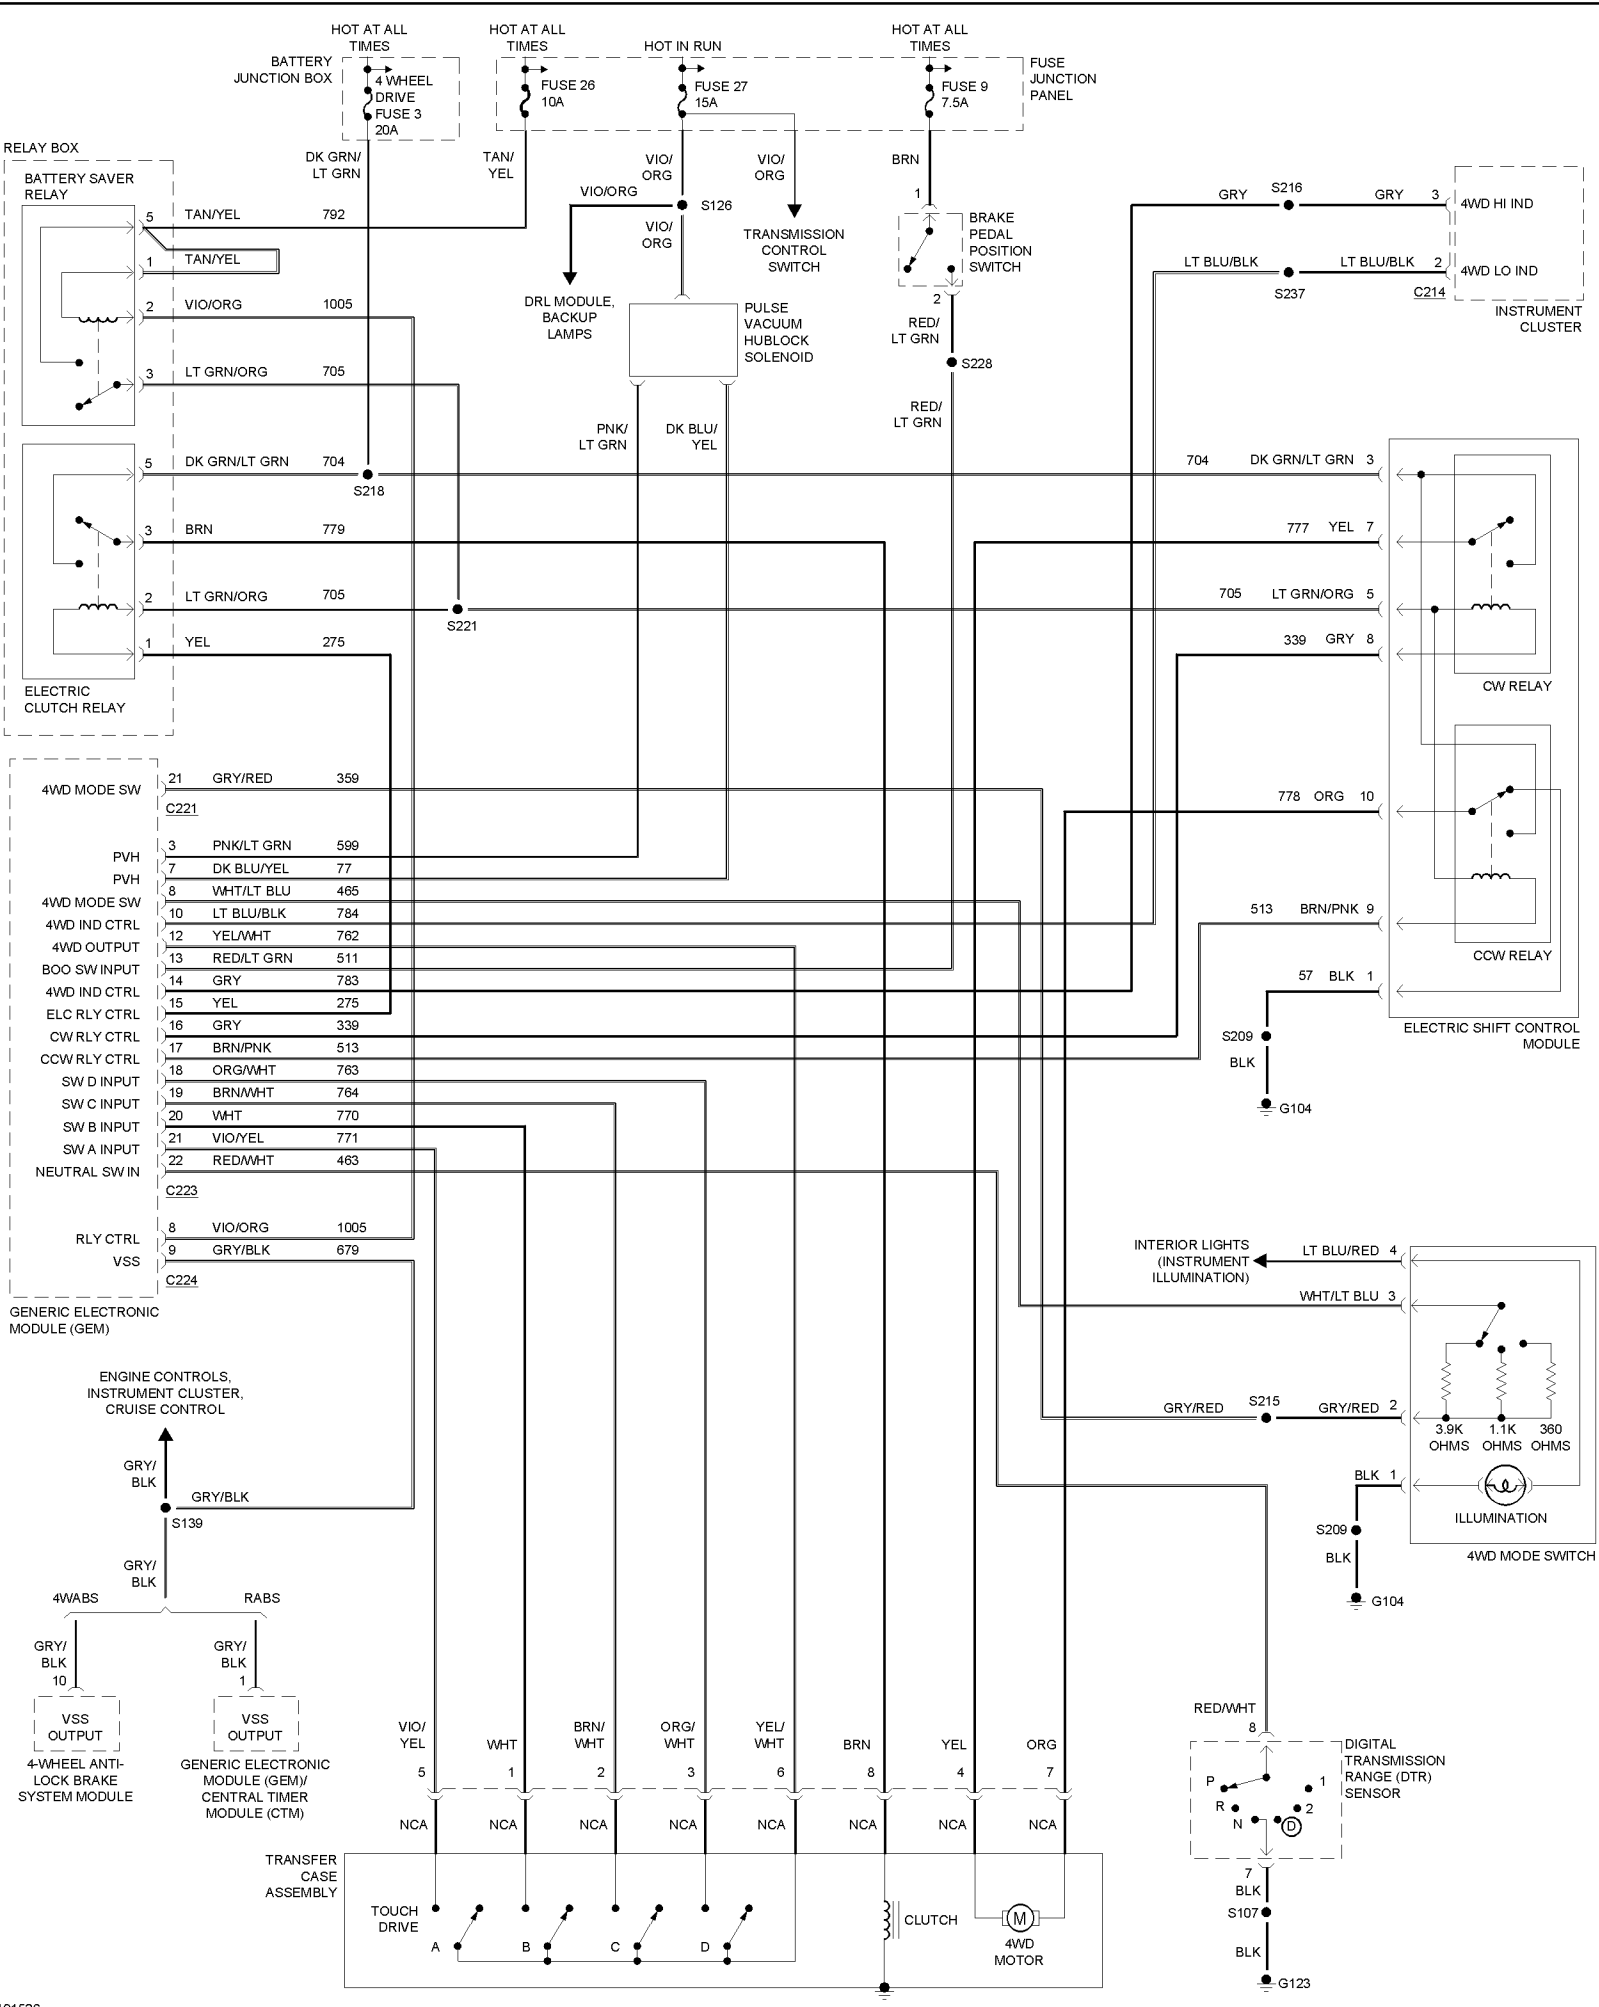 HOT AT ALL
TIMES
HOT AT ALL
TIMES
HOT IN RUN
HOT AT ALL
TIMES
BATTERY
JUNCTION BOX
4 WHEEL
DRIVE
FUSE 3
20A
FUSE 26
10A
FUSE 27
15A
FUSE 9
7.5A
FUSE
JUNCTION
PANEL
RELAY BOX
DK GRN/
LT GRN
TAN/
YEL
VIO/
ORG
VIO/
ORG
BRN
1
BATTERY SAVER
RELAY
5 TAN/YEL 792
1 TAN/YEL
2 VIO/ORG 1005
3 LT GRN/ORG 705
VIO/ORG
S126
VIO/
ORG
DRL MODULE,
BACKUP
LAMPS
TRANSMISSION
CONTROL
SWITCH
BRAKE
PEDAL
POSITION
SWITCH
2
RED/
LT GRN
S228
RED/
LT GRN
PULSE
VACUUM
HUBLOCK
SOLENOID
PNK/
LT GRN
DK BLU/
YEL
GRY S216 GRY 3 4WD HI IND
LT BLU/BLK S237 LT BLU/BLK 2 4WD LO IND
C214
INSTRUMENT
CLUSTER
5 DK GRN/LT GRN 704
S218
3 BRN 779
2 LT GRN/ORG 705
S221
1 YEL 275
ELECTRIC
CLUTCH RELAY
704 DK GRN/LT GRN 3
777 YEL 7
705 LT GRN/ORG 5
339 GRY 8
CW RELAY
778 ORG 10
513 BRN/PNK 9
CCW RELAY
57 BLK 1
ELECTRIC SHIFT CONTROL
MODULE
S209
BLK
G104
4WD MODE SW 21 GRY/RED 359
C221
PVH 3 PNK/LT GRN 599
PVH 7 DK BLU/YEL 77
4WD MODE SW 8 WHT/LT BLU 465
4WD IND CTRL 10 LT BLU/BLK 784
4WD OUTPUT 12 YEL/WHT 762
BOO SW INPUT 13 RED/LT GRN 511
4WD IND CTRL 14 GRY 783
ELC RLY CTRL 15 YEL 275
CW RLY CTRL 16 GRY 339
CCW RLY CTRL 17 BRN/PNK 513
SW D INPUT 18 ORG/WHT 763
SW C INPUT 19 BRN/WHT 764
SW B INPUT 20 WHT 770
SW A INPUT 21 VIO/YEL 771
NEUTRAL SW IN 22 RED/WHT 463
C223
RLY CTRL 8 VIO/ORG 1005
VSS 9 GRY/BLK 679
C224
GENERIC ELECTRONIC
MODULE (GEM)
INTERIOR LIGHTS
(INSTRUMENT
ILLUMINATION)
LT BLU/RED 4
WHT/LT BLU 3
GRY/RED S215 GRY/RED 2
3.9K
OHMS
1.1K
OHMS
360
OHMS
BLK 1
ILLUMINATION
4WD MODE SWITCH
S209
BLK
G104
ENGINE CONTROLS,
INSTRUMENT CLUSTER,
CRUISE CONTROL
GRY/
BLK
GRY/BLK
S139
GRY/
BLK
4WABS
RABS
GRY/
BLK
10
GRY/
BLK
1
VSS
OUTPUT
VSS
OUTPUT
4-WHEEL ANTI-
LOCK BRAKE
SYSTEM MODULE
GENERIC ELECTRONIC
MODULE (GEM)/
CENTRAL TIMER
MODULE (CTM)
VIO/
YEL
5
WHT
1
BRN/
WHT
2
ORG/
WHT
3
YEL/
WHT
6
BRN
8
YEL
4
ORG
7
NCA NCA NCA NCA NCA NCA NCA NCA
TRANSFER
CASE
ASSEMBLY
TOUCH
DRIVE
A B C D
CLUTCH
M
4WD
MOTOR
RED/WHT
8
DIGITAL
TRANSMISSION
RANGE (DTR)
SENSOR
P
R
N
D
2
1
7
BLK
S107
BLK
G123